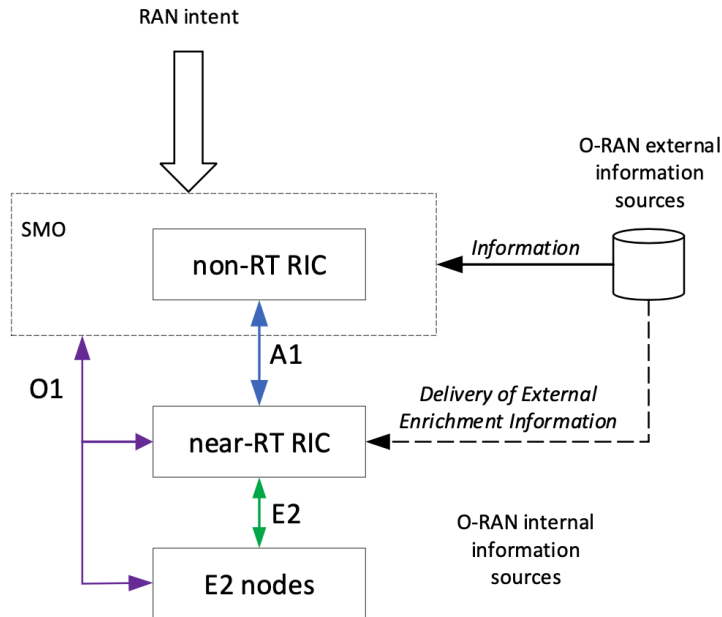 RAN intent
O-RAN external
information
sources
SMO
Information
non-RT RIC
A1
O1
Delivery of External
Enrichment Information
near-RT RIC
E2
O-RAN internal
information
sources
E2 nodes